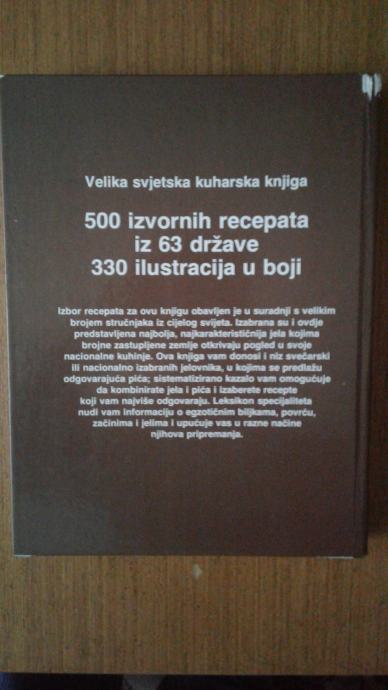 Velika svjetska kuharska knjiga
500 izvornih recepata
iz 63 države
330 ilustracija u boji
Izbor recepata za ovu knjigu obavljen je u suradnji s velikim
brojem stručnjaka iz cijelog svijeta. Izabrana su i ovdje
predstavljena najbolja, najkarakterističnija jela kojima
brojne zastupljene zemlje otkrivaju pogled u svoje
nacionalne kuhinje. Ova knjiga vam donosi i niz svečarski
ili nacionalno izabranih jelovnika, u kojima se predlažu
odgovarajuća pića; sistematizirano kazalo vam omogućuje
da kombinirate jela i pića i izaberete recepte
koji vam najviše odgovaraju. Leksikon specijaliteta
nudi vam informaciju o egzotičnim biljkama, povrću,
začinima i jelima i upućuje vas u razne načine
njihova pripremanja.